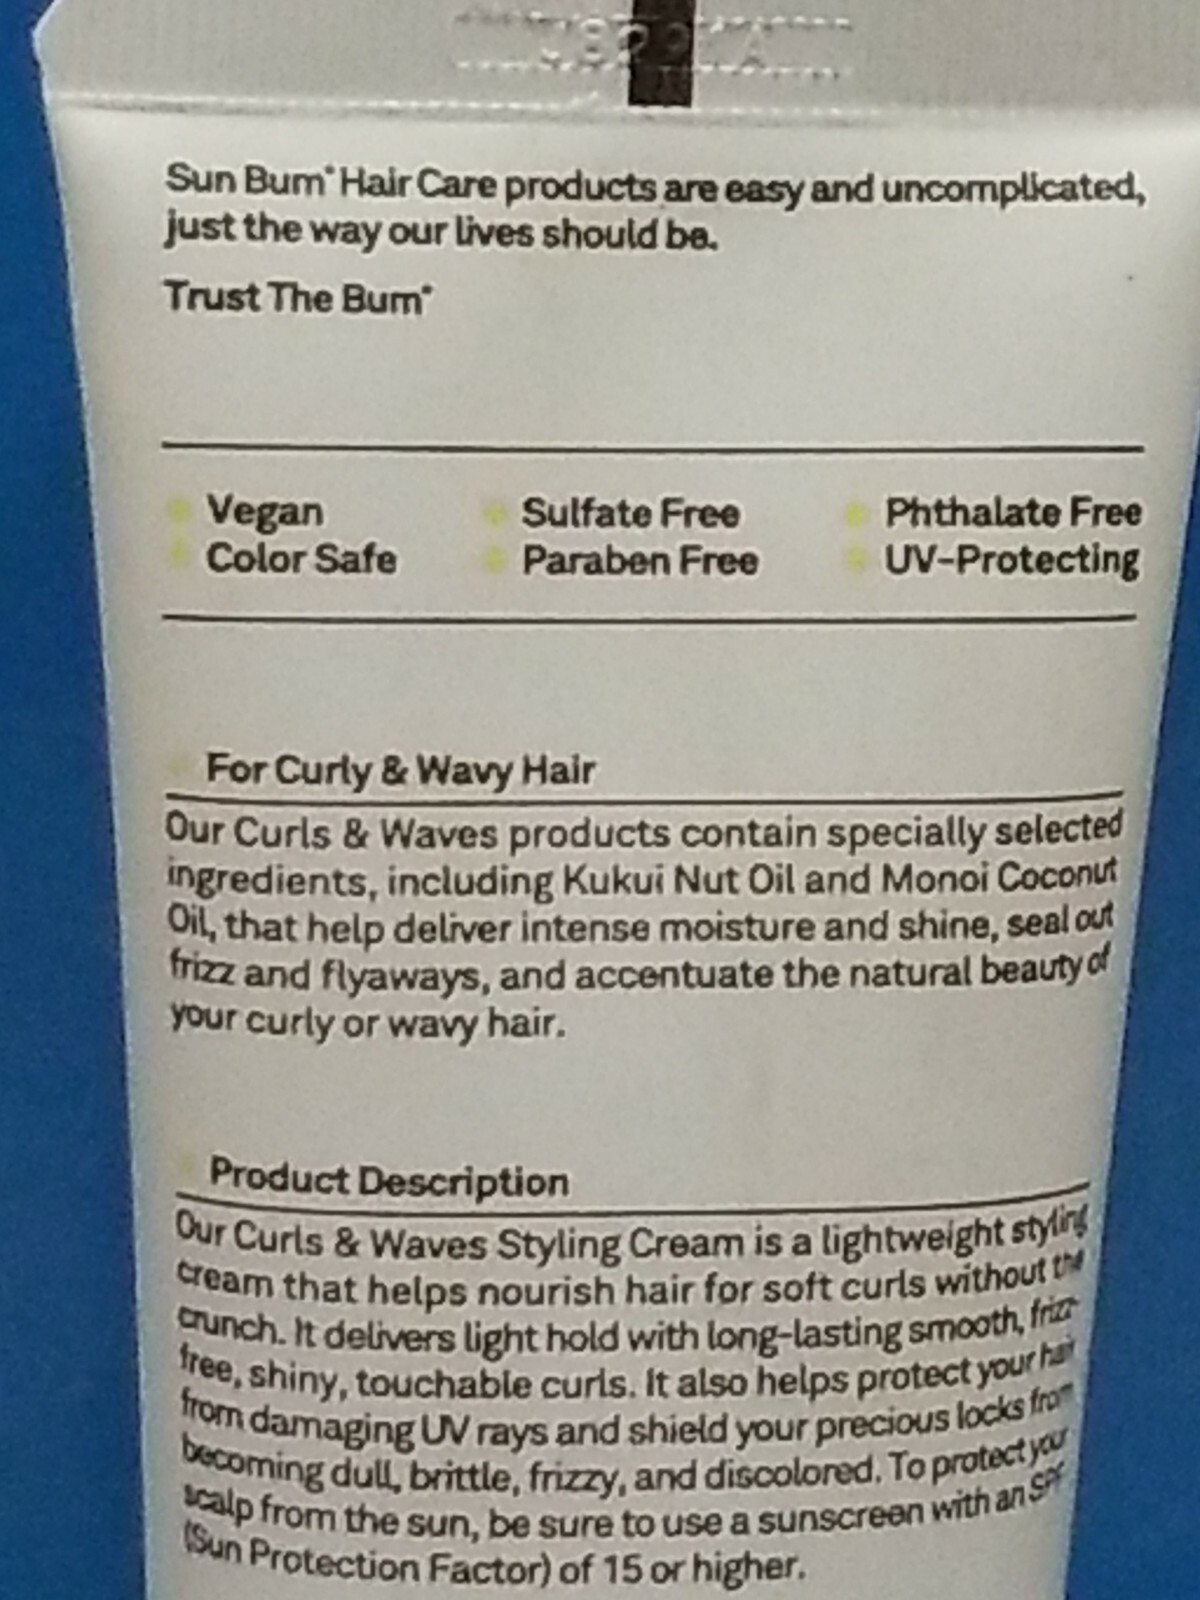 Sun Bum® Hair Care products are easy and uncomplicated,
just the way our lives should be.
Trust The Bum®
Vegan Sulfate Free Phthalate Free
Color Safe Paraben Free UV-Protecting
For Curly & Wavy Hair
Our Curls & Waves products contain specially selected
ingredients, including Kukui Nut Oil and Monoi Coconut
Oil, that help deliver intense moisture and shine, seal out
frizz and flyaways, and accentuate the natural beauty of
your curly or wavy hair.
Product Description
Our Curls & Waves Styling Cream is a lightweight styling
cream that helps nourish hair for soft curls without the
crunch. It delivers light hold with long-lasting smooth, frizz-
free, shiny, touchable curls. It also helps protect your hair
from damaging UV rays and shield your precious locks from
becoming dull, brittle, frizzy, and discolored. To protect your
scalp from the sun, be sure to use a sunscreen with an SPF
(Sun Protection Factor) of 15 or higher.